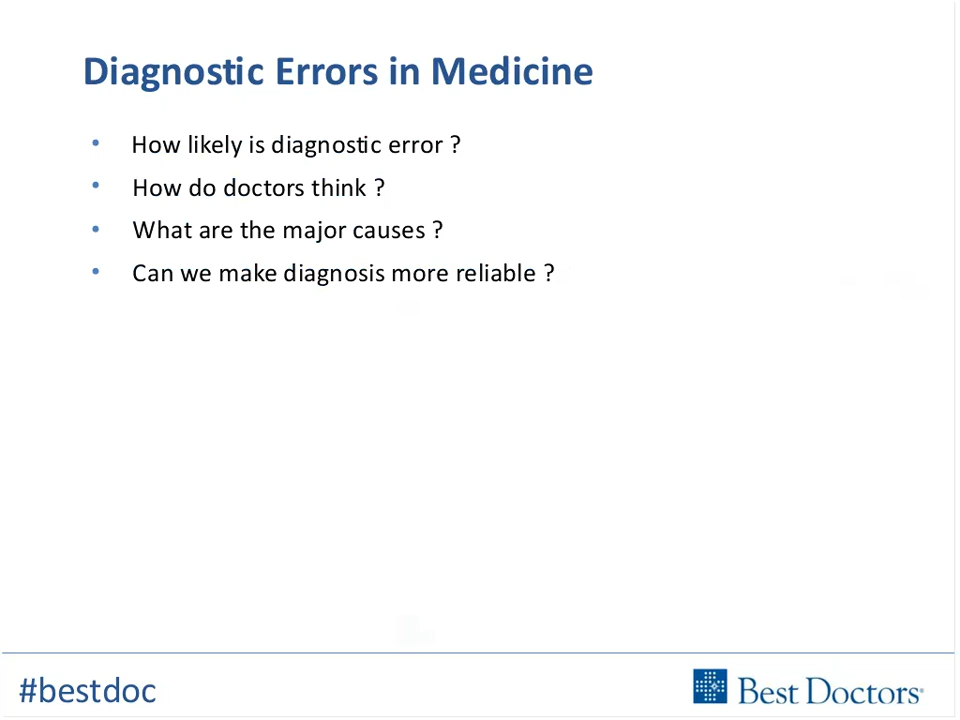 Diagnostic Errors in Medicine
• How likely is diagnostic error ?
• How do doctors think ?
• What are the major causes ?
• Can we make diagnosis more reliable ?
#bestdoc
Best Doctors®